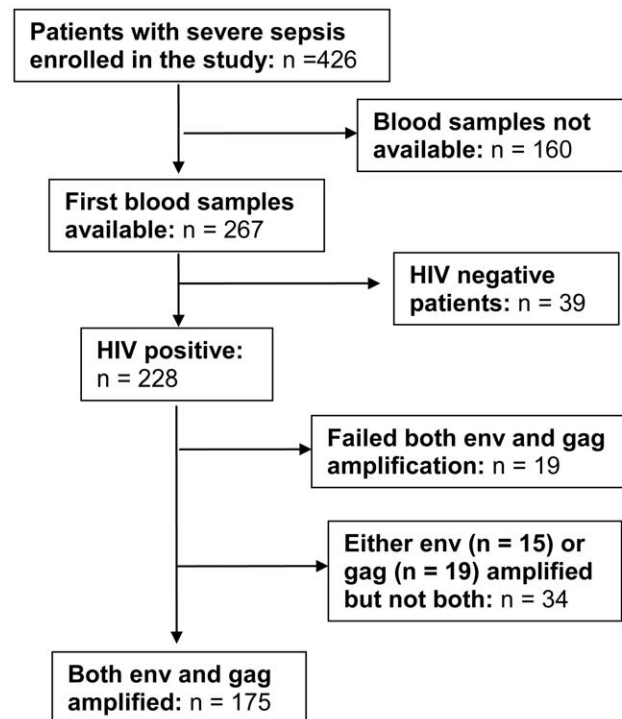 Patients with severe sepsis
enrolled in the study: n =426
Blood samples not
available: n = 160
First blood samples
available: n = 267
HIV negative
patients: n = 39
HIV positive:
n = 228
Failed both env and gag
amplification: n = 19
Either env (n = 15) or
gag (n = 19) amplified
but not both: n = 34
Both env and gag
amplified: n = 175